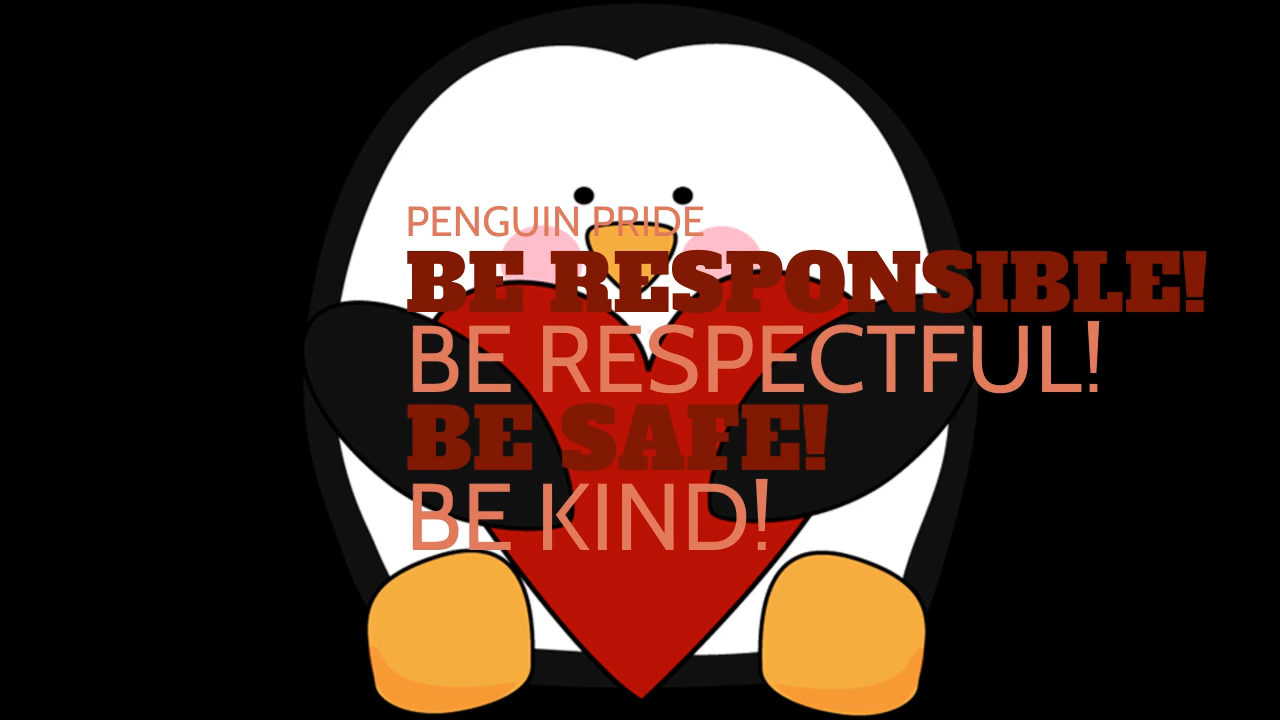 PENGUIN PRIDE
BE RESPONSIBLE!
BE RESPECTFUL!
BE SAFE!
BE KIND!